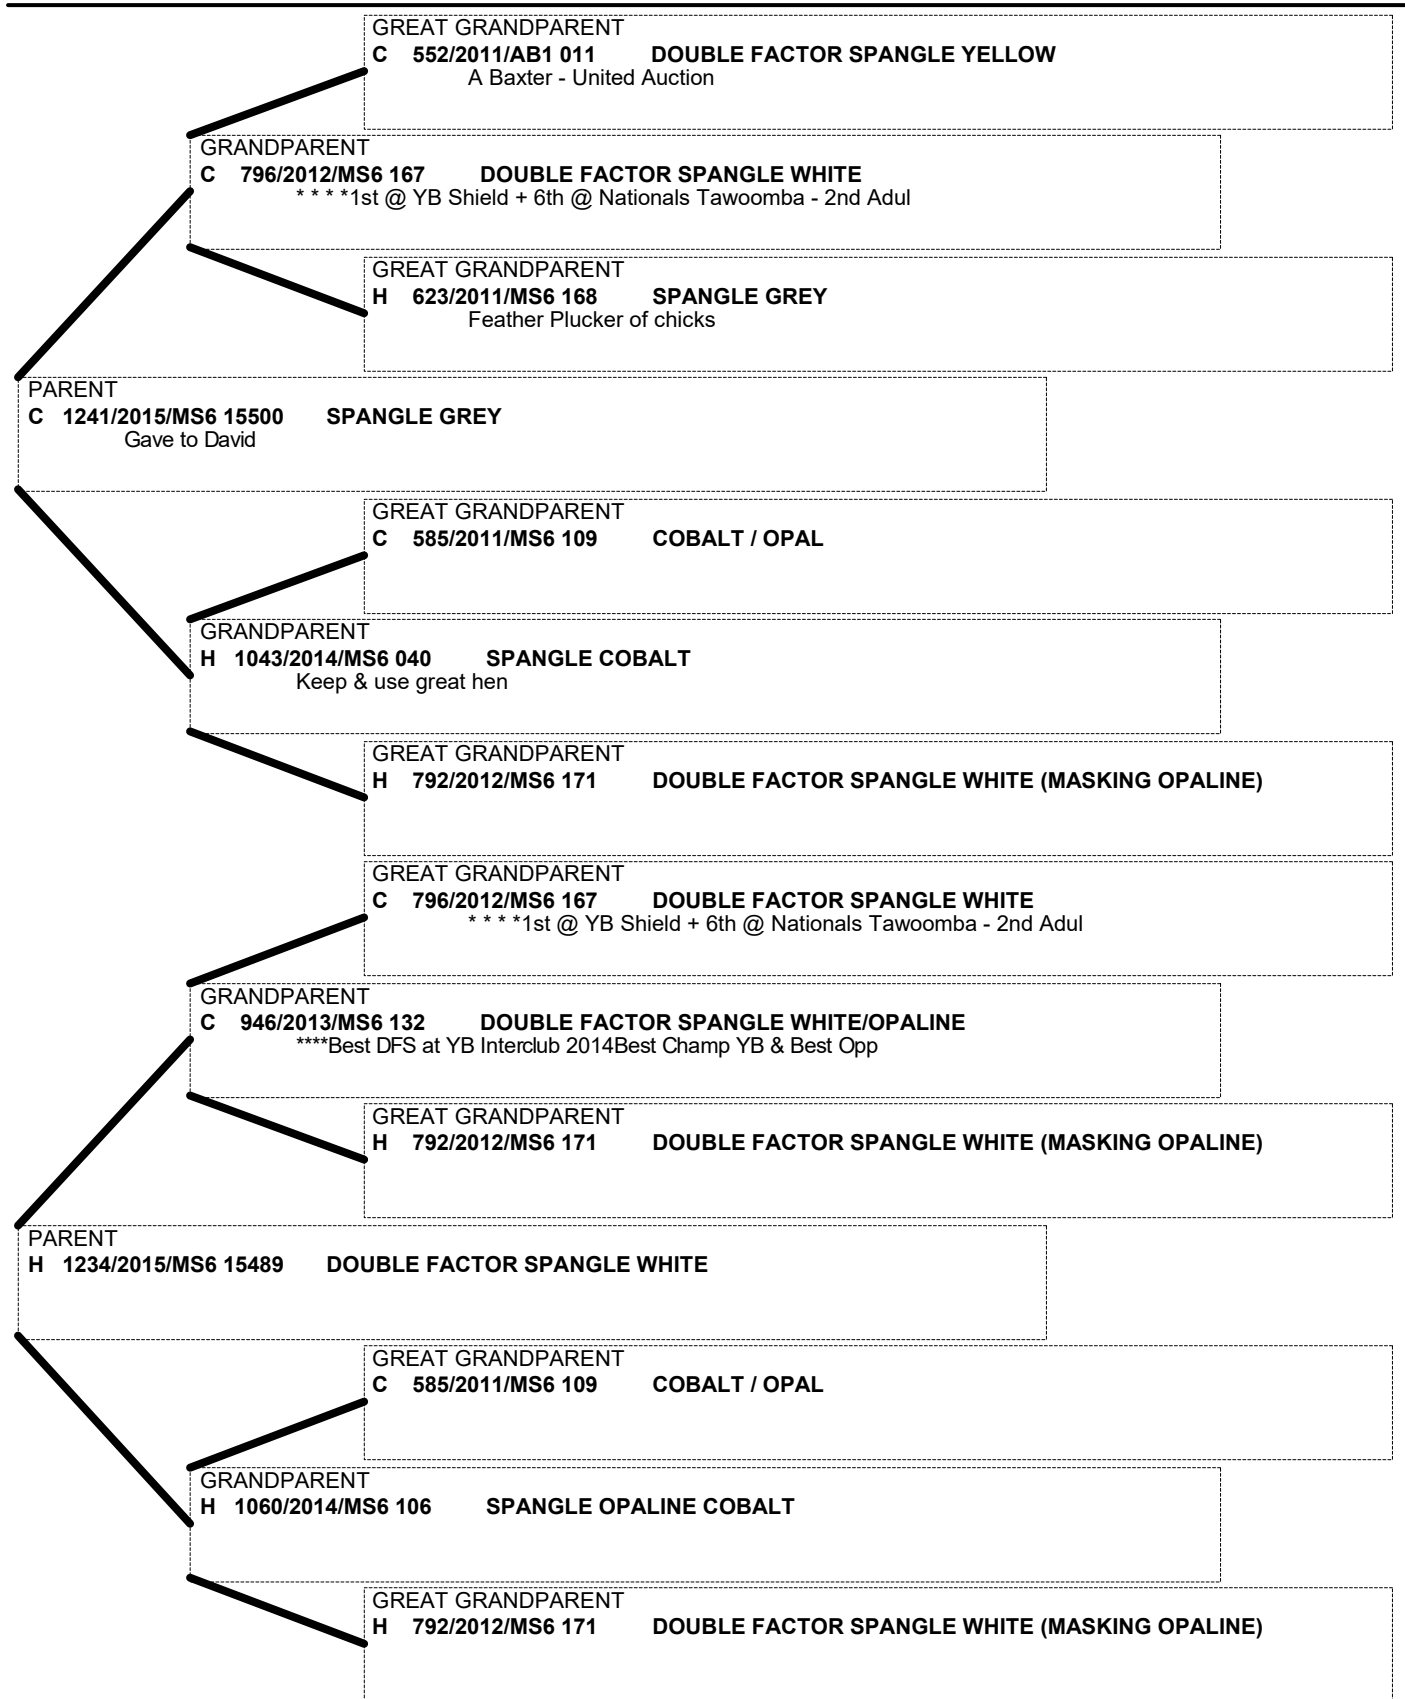 GREAT GRANDPARENT
C 552/2011/AB1 011 DOUBLE FACTOR SPANGLE YELLOW
A Baxter - United Auction
GRANDPARENT
C 796/2012/MS6 167 DOUBLE FACTOR SPANGLE WHITE
* * * *1st @ YB Shield + 6th @ Nationals Tawoomba - 2nd Adul
GREAT GRANDPARENT
H 623/2011/MS6 168 SPANGLE GREY
Feather Plucker of chicks
PARENT
C 1241/2015/MS6 15500 SPANGLE GREY
Gave to David
GREAT GRANDPARENT
C 585/2011/MS6 109 COBALT / OPAL
GRANDPARENT
H 1043/2014/MS6 040 SPANGLE COBALT
Keep & use great hen
GREAT GRANDPARENT
H 792/2012/MS6 171 DOUBLE FACTOR SPANGLE WHITE (MASKING OPALINE)
GREAT GRANDPARENT
C 796/2012/MS6 167 DOUBLE FACTOR SPANGLE WHITE
* * * *1st @ YB Shield + 6th @ Nationals Tawoomba - 2nd Adul
GRANDPARENT
C 946/2013/MS6 132 DOUBLE FACTOR SPANGLE WHITE/OPALINE
****Best DFS at YB Interclub 2014Best Champ YB & Best Opp
GREAT GRANDPARENT
H 792/2012/MS6 171 DOUBLE FACTOR SPANGLE WHITE (MASKING OPALINE)
PARENT
H 1234/2015/MS6 15489 DOUBLE FACTOR SPANGLE WHITE
GREAT GRANDPARENT
C 585/2011/MS6 109 COBALT / OPAL
GRANDPARENT
H 1060/2014/MS6 106 SPANGLE OPALINE COBALT
GREAT GRANDPARENT
H 792/2012/MS6 171 DOUBLE FACTOR SPANGLE WHITE (MASKING OPALINE)